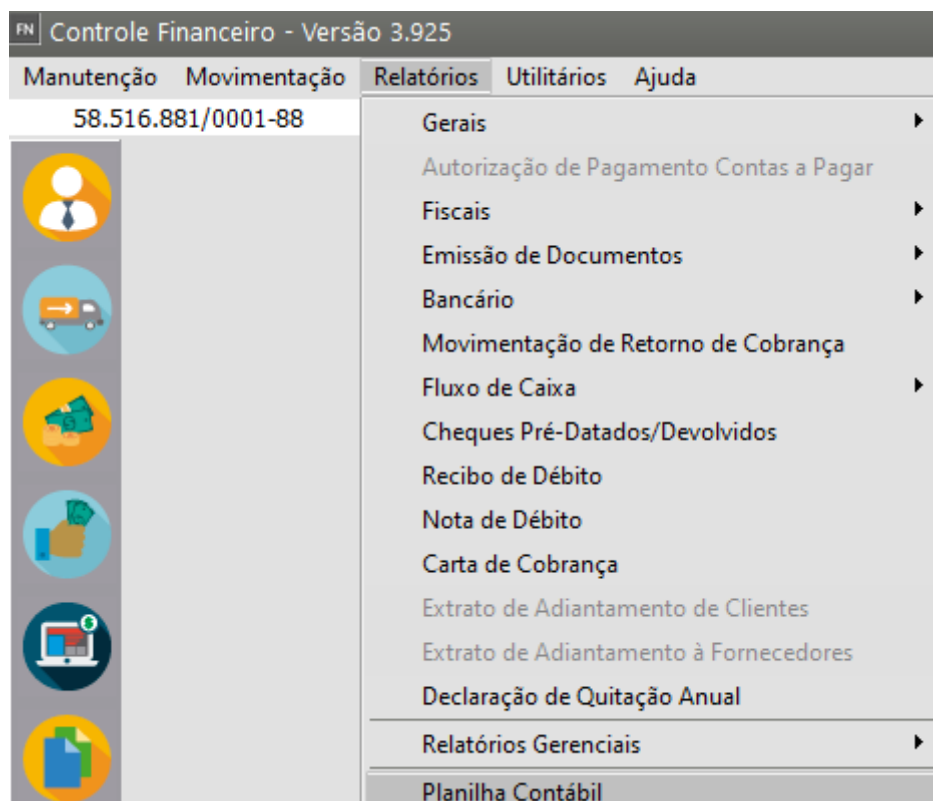 FN Controle Financeiro - Versão 3.925
Manutenção Movimentação Relatórios Utilitários Ajuda
58.516.881/0001-88
Gerais
Autorização de Pagamento Contas a Pagar
Fiscais
Emissão de Documentos
Bancário
Movimentação de Retorno de Cobrança
Fluxo de Caixa
Cheques Pré-Datados/Devolvidos
Recibo de Débito
Nota de Débito
Carta de Cobrança
Extrato de Adiantamento de Clientes
Extrato de Adiantamento à Fornecedores
Declaração de Quitação Anual
Relatórios Gerenciais
Planilha Contábil